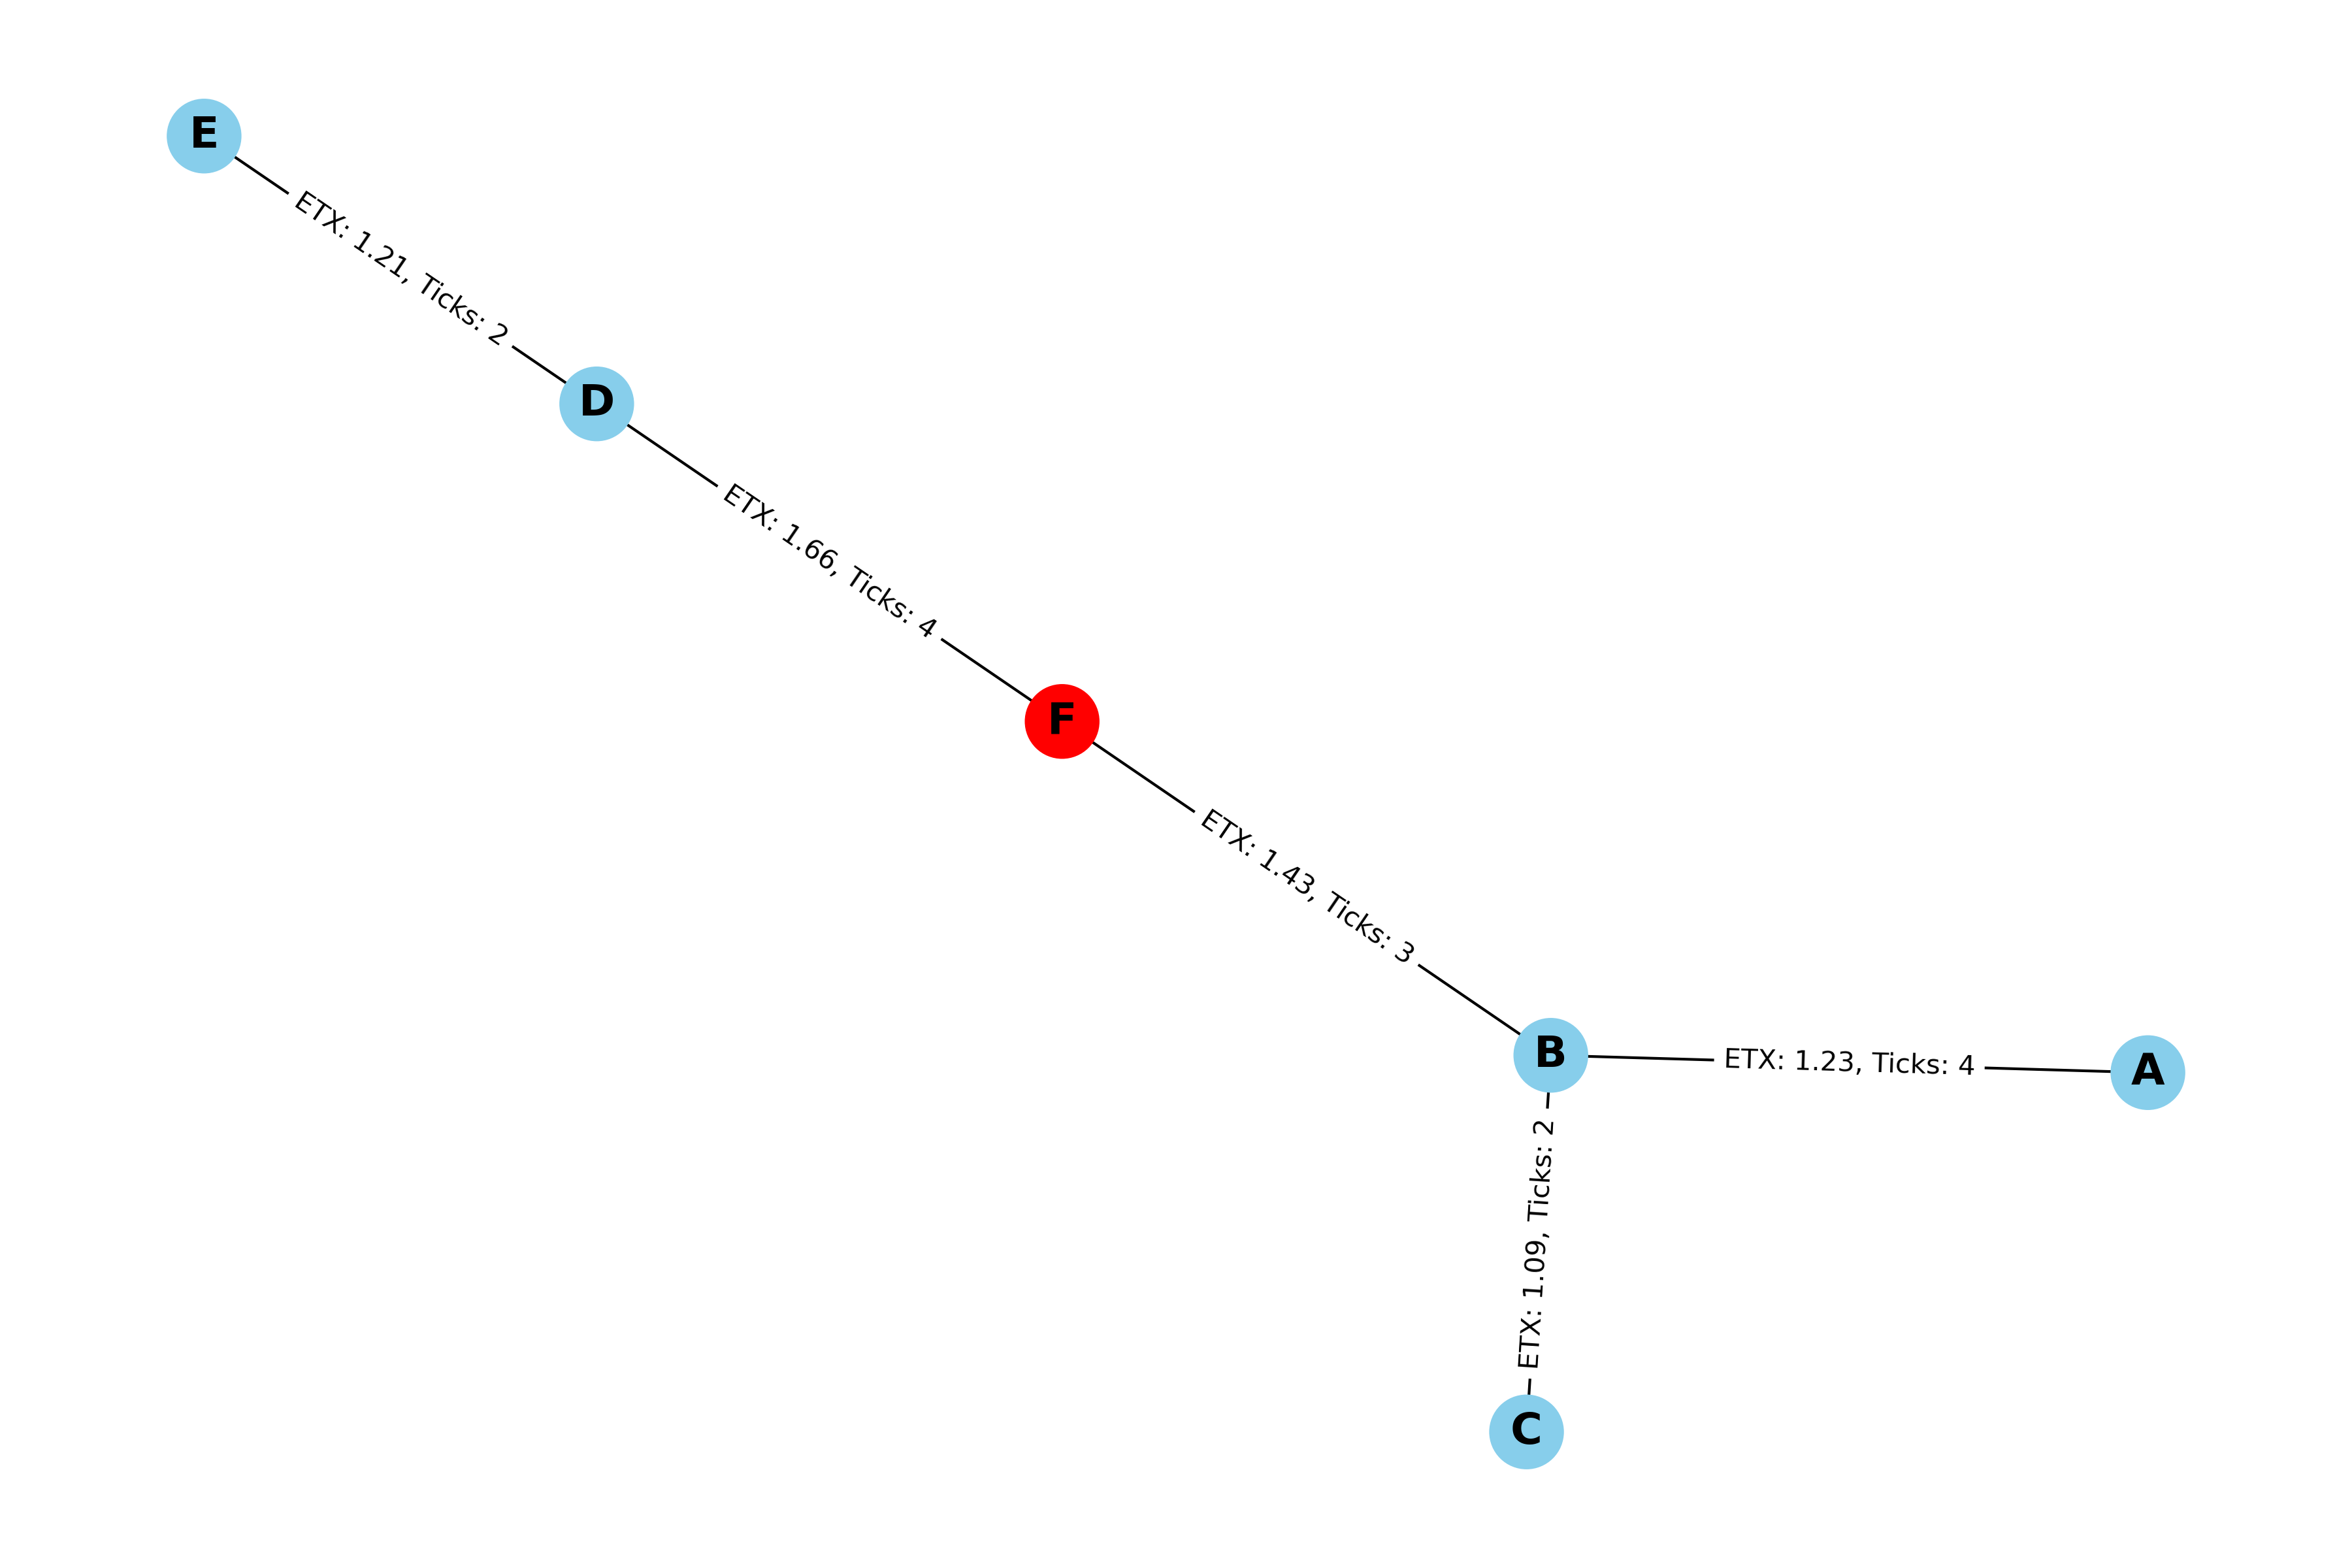 E
ETX: 1.21, Ticks: 2
D
ETX: 1.66, Ticks: 4
F
ETX: 1.43, Ticks: 3
B
ETX: 1.23, Ticks: 4
A
ETX: 1.09, Ticks: 2
C